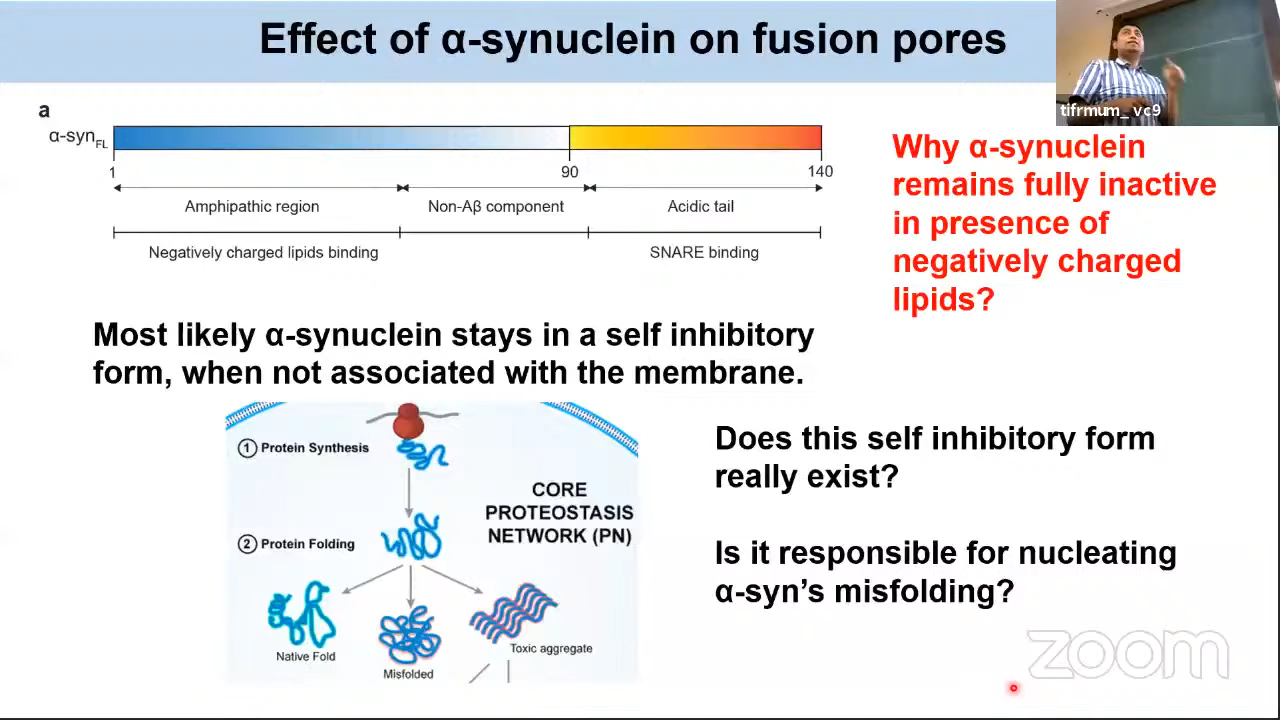 Effect of α-synuclein on fusion pores
tifrmum_ vc9
a
α-synFL
1
90
140
Amphipathic region
Non-Aβ component
Acidic tail
Negatively charged lipids binding
SNARE binding
Why α-synuclein
remains fully inactive
in presence of
negatively charged
lipids?
Most likely α-synuclein stays in a self inhibitory
form, when not associated with the membrane.
1 Protein Synthesis
CORE
PROTEOSTASIS
NETWORK (PN)
2 Protein Folding
Native Fold
Misfolded
Toxic aggregate
Does this self inhibitory form
really exist?
Is it responsible for nucleating
α-syn’s misfolding?
zoom